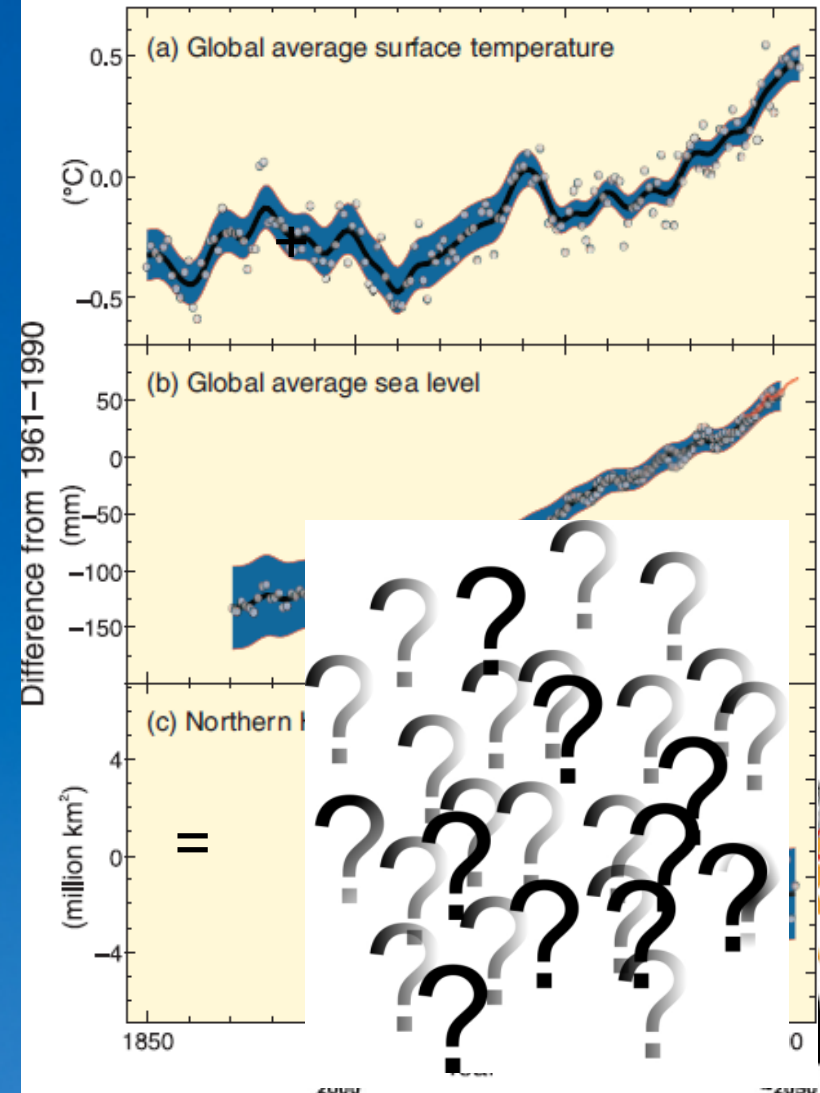 (a) Global average surface temperature
0.5
(°C)
0.0
+
−0.5
Difference from 1961–1990
(b) Global average sea level
50
0
(mm)
−50
−100
−150
(c) Northern
4
(million km²)
=
0
−4
? ? ? ? ? ? ? ? ? ? ? ? ? ? ? ? ? ? ? ? ? ? ? ? ? ? ? ?
1850